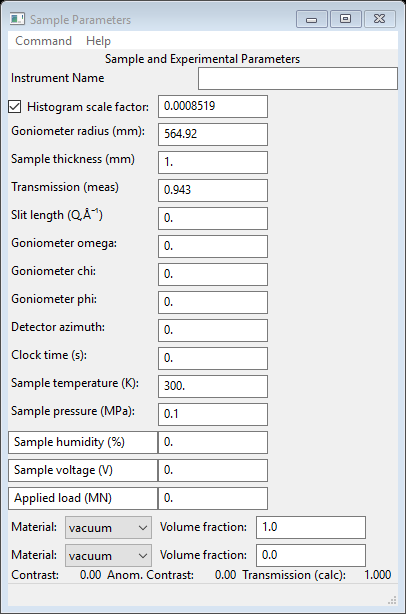 Sample Parameters
Command Help
Sample and Experimental Parameters
Instrument Name
Histogram scale factor: 0.0008519
Goniometer radius (mm): 564.92
Sample thickness (mm) 1.
Transmission (meas) 0.943
Slit length (Q,Å⁻¹) 0.
Goniometer omega: 0.
Goniometer chi: 0.
Goniometer phi: 0.
Detector azimuth: 0.
Clock time (s): 0.
Sample temperature (K): 300.
Sample pressure (MPa): 0.1
Sample humidity (%) 0.
Sample voltage (V) 0.
Applied load (MN) 0.
Material: vacuum Volume fraction: 1.0
Material: vacuum Volume fraction: 0.0
Contrast: 0.00 Anom. Contrast: 0.00 Transmission (calc): 1.000